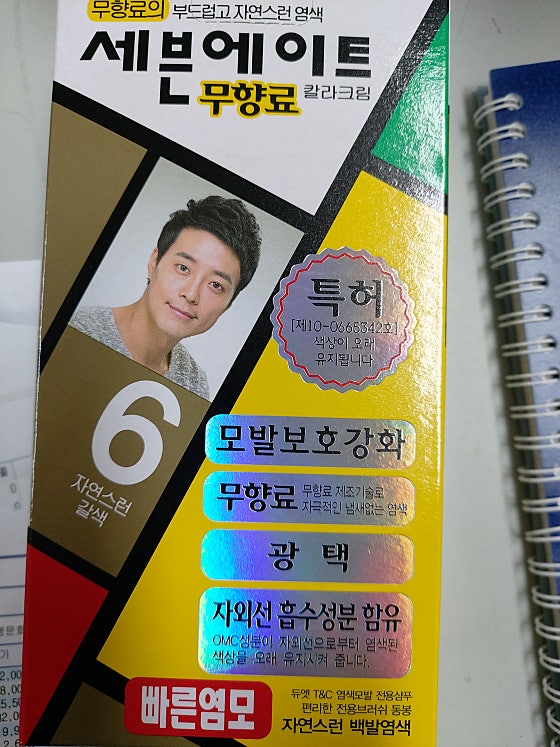 무향료의 부드럽고 자연스런 염색
세븐에이트
무향료 칼라크림
특허
[제10-0665342호]
색상이 오래
유지됩니다
6
자연스런
갈색
모발보호강화
무향료 무향료 제조기술로
자극적인 냄새없는 염색
광택
자외선 흡수성분 함유
OMC성분이 자외선으로부터 염색된
색상을 오래 유지시켜 줍니다.
빠른염모
듀엣 T&C 염색모발 전용샴푸
편리한 전용브러쉬 동봉
자연스런 백발염색